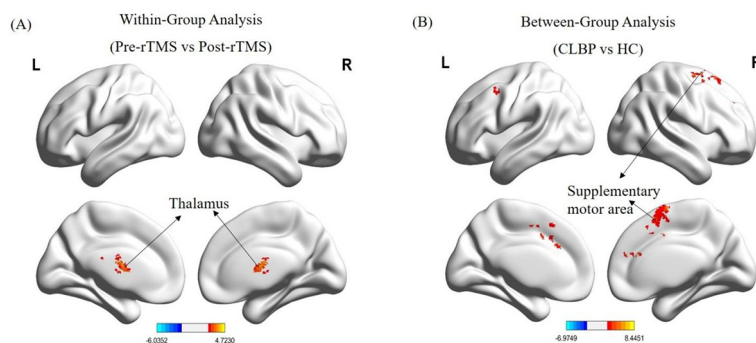 (A)
Within-Group Analysis
(Pre-rTMS vs Post-rTMS)
L
R
Thalamus
-6.0352
4.7230
(B)
Between-Group Analysis
(CLBP vs HC)
L
Supplementary
motor area
-6.9749
8.4451